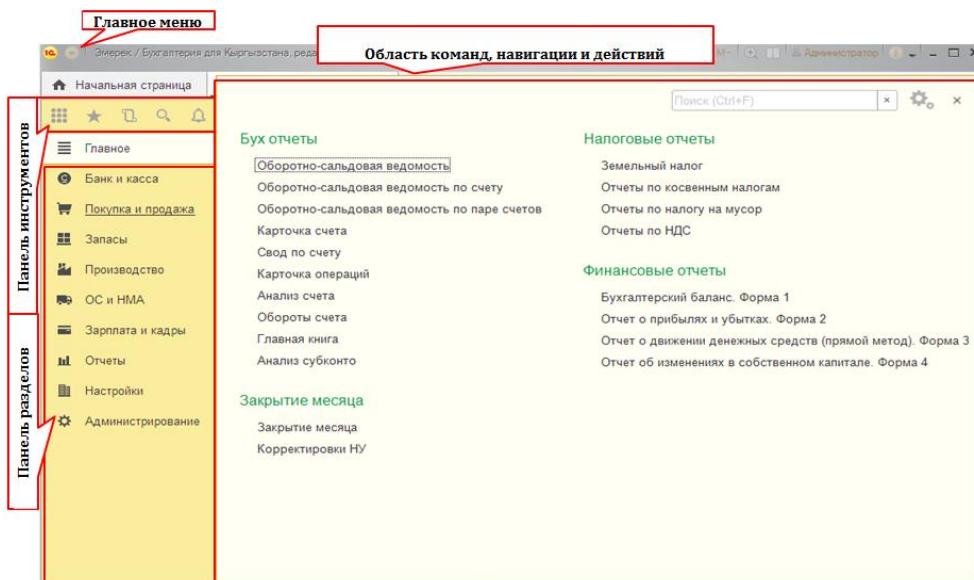 Главное меню
1С Эмерек / Бухгалтерия для Кыргызстана, реда
Область команд, навигации и действий
M- Администратор
Начальная страница
Поиск (Ctrl+F)
Панель инструментов
Панель разделов
Главное
Банк и касса
Покупка и продажа
Запасы
Производство
ОС и НМА
Зарплата и кадры
Отчеты
Настройки
Администрирование
Бух отчеты
Оборотно-сальдовая ведомость
Оборотно-сальдовая ведомость по счету
Оборотно-сальдовая ведомость по паре счетов
Карточка счета
Свод по счету
Карточка операций
Анализ счета
Обороты счета
Главная книга
Анализ субконто
Закрытие месяца
Закрытие месяца
Корректировки НУ
Налоговые отчеты
Земельный налог
Отчеты по косвенным налогам
Отчеты по налогу на мусор
Отчеты по НДС
Финансовые отчеты
Бухгалтерский баланс. Форма 1
Отчет о прибылях и убытках. Форма 2
Отчет о движении денежных средств (прямой метод). Форма 3
Отчет об изменениях в собственном капитале. Форма 4